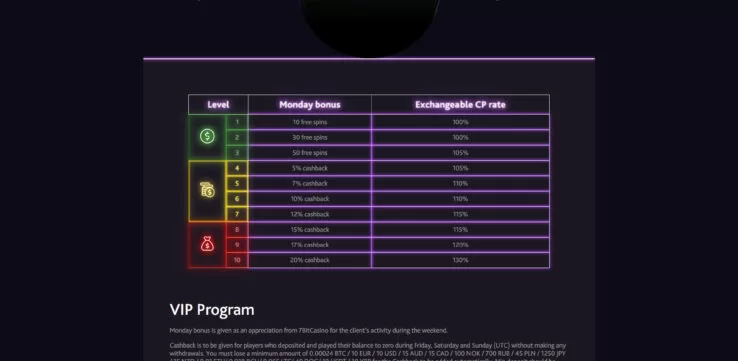 Level Monday bonus Exchangeable CP rate
1 10 free spins 100%
2 30 free spins 100%
3 50 free spins 105%
4 5% cashback 105%
5 7% cashback 110%
6 10% cashback 110%
7 12% cashback 115%
8 15% cashback 115%
9 17% cashback 120%
10 20% cashback 130%
VIP Program
Monday bonus is given as an appreciation from 7BitCasino for the client's activity during the weekend.
Cashback is to be given for players who deposited and played their balance to zero during Friday, Saturday and Sunday (UTC) without making any
withdrawals. You must lose a minimum amount of 0.00024 BTC / 10 EUR / 10 USD / 15 AUD / 15 CAD / 100 NOK / 700 RUB / 45 PLN / 1250 JPY